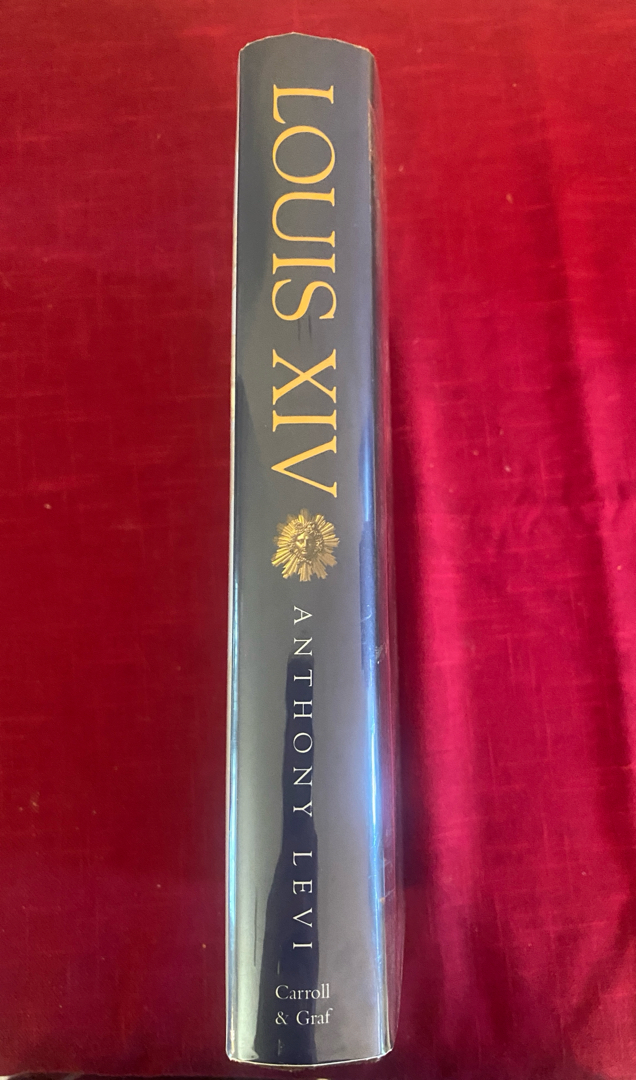 LOUIS XIV
ANTHONY LEVI
Carroll
& Graf